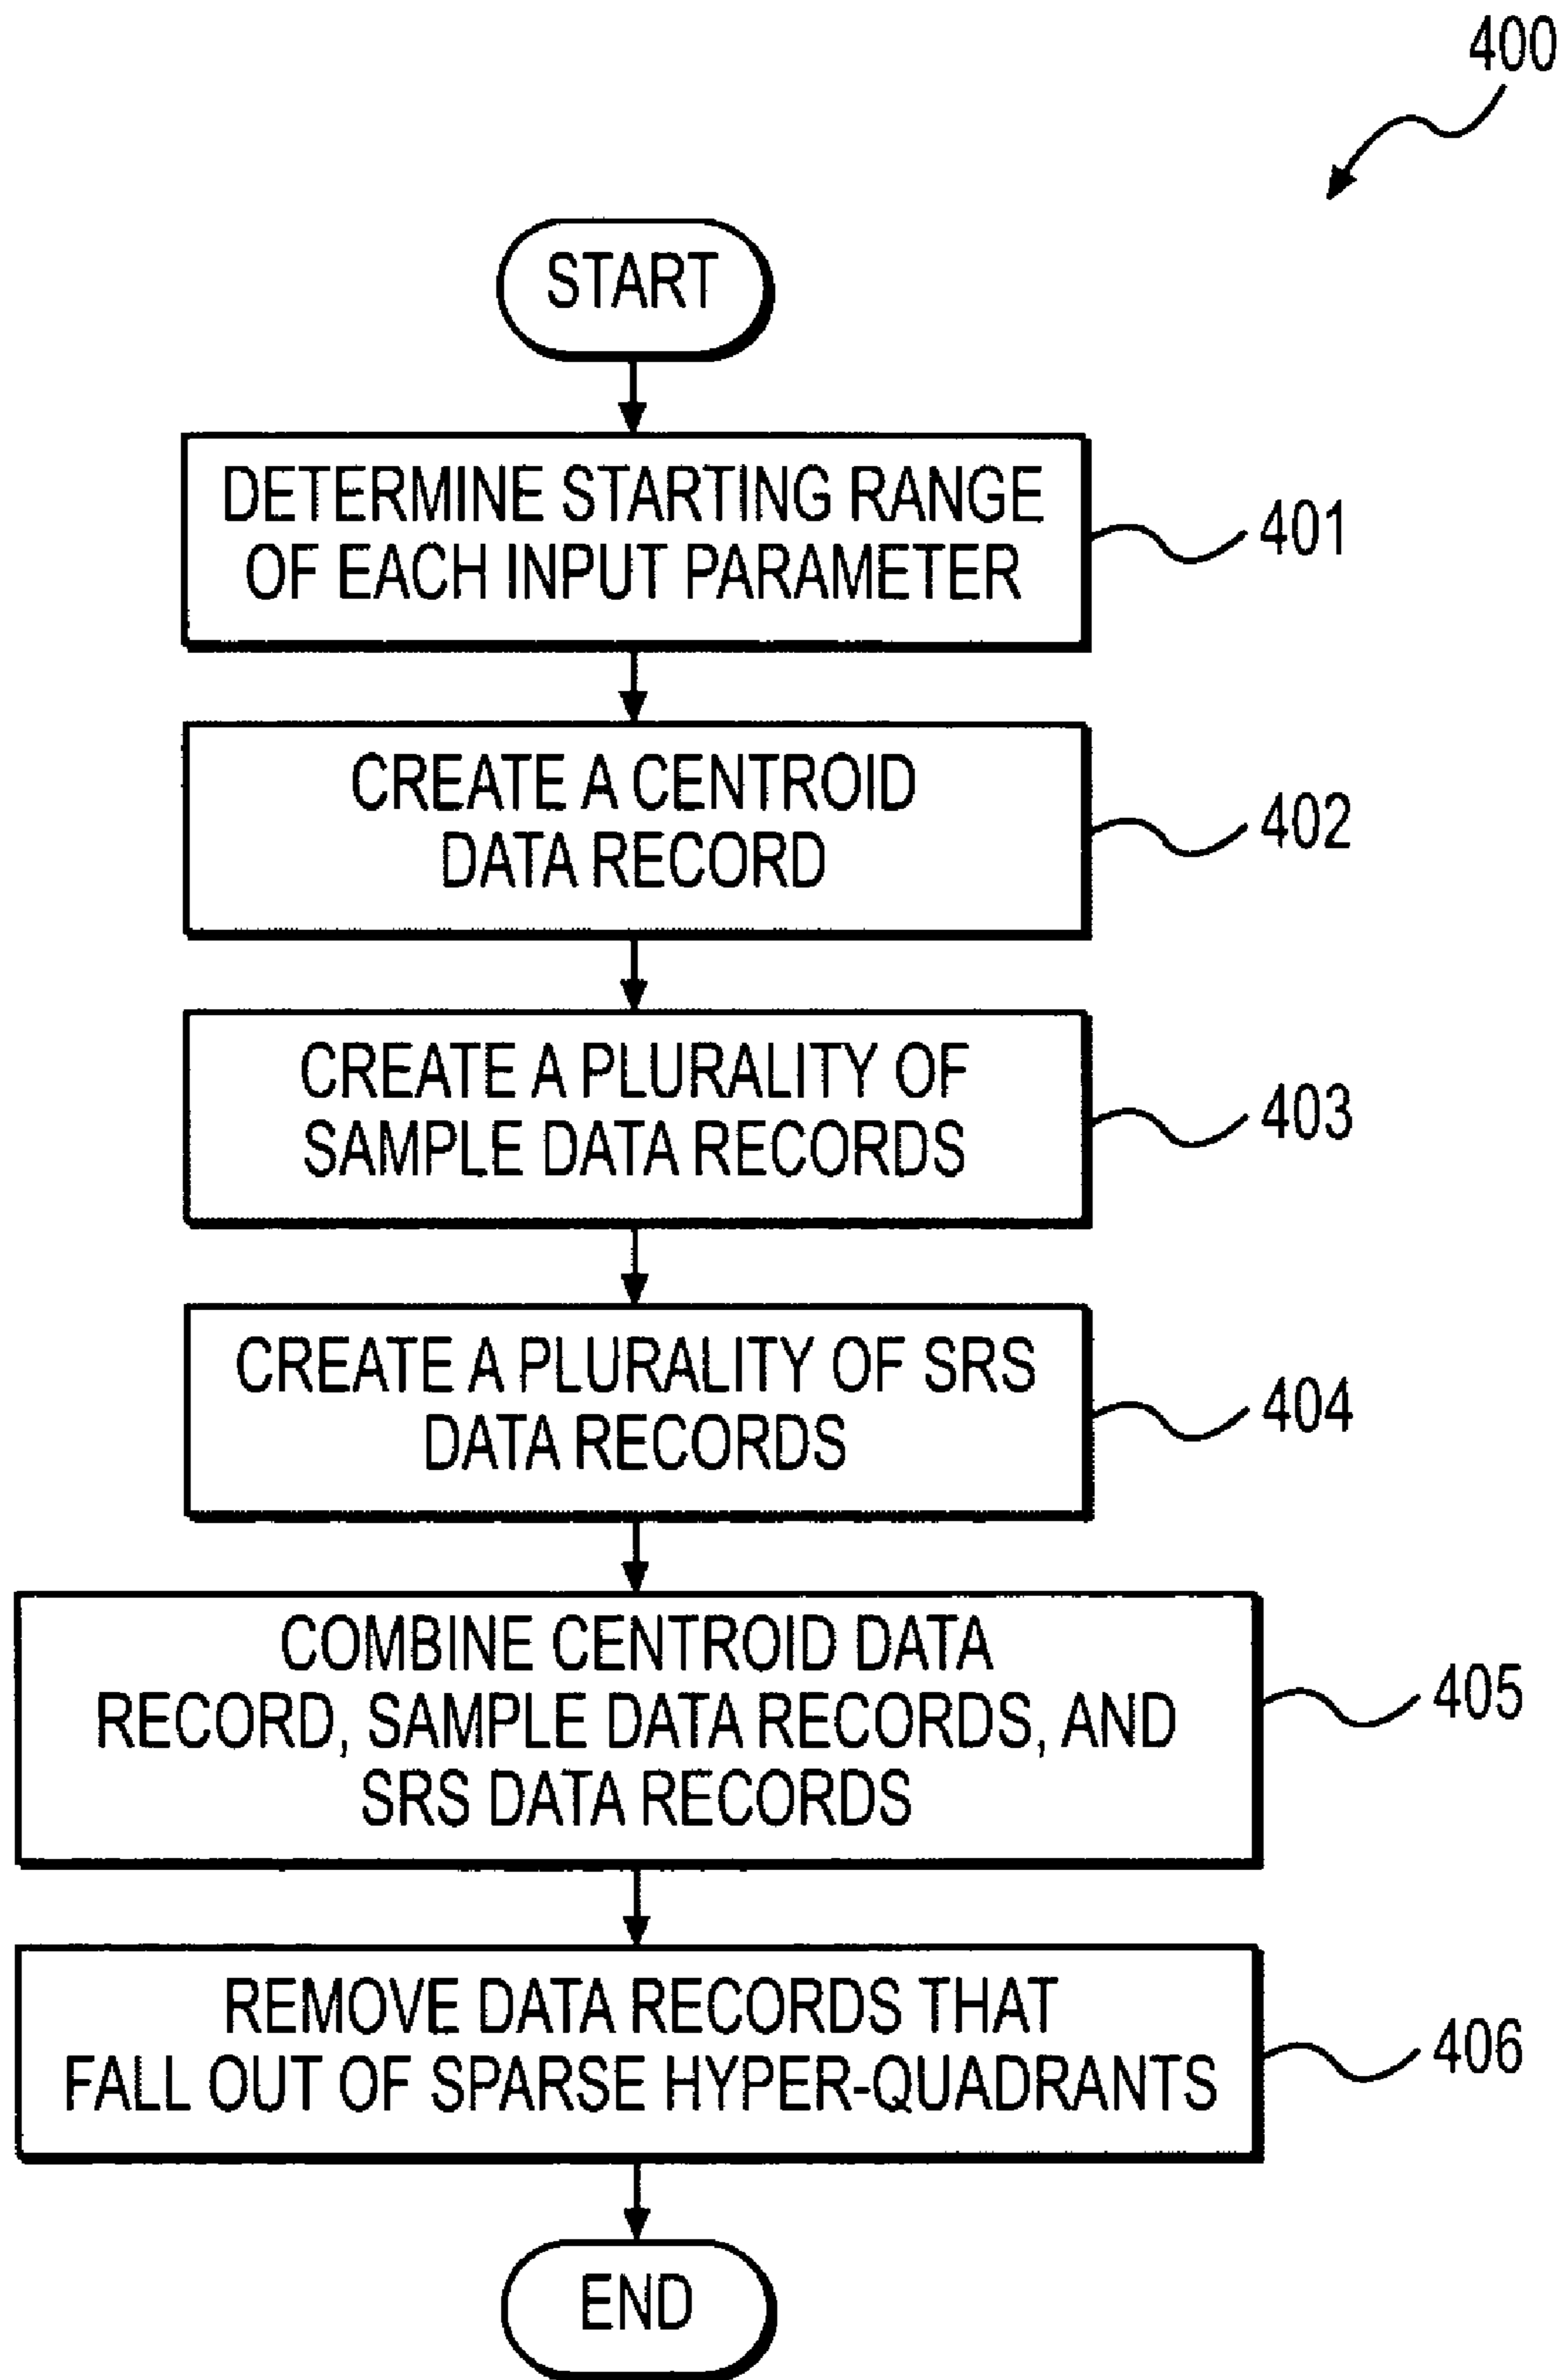 400
START
DETERMINE STARTING RANGE
OF EACH INPUT PARAMETER
401
CREATE A CENTROID
DATA RECORD
402
CREATE A PLURALITY OF
SAMPLE DATA RECORDS
403
CREATE A PLURALITY OF SRS
DATA RECORDS
404
COMBINE CENTROID DATA
RECORD, SAMPLE DATA RECORDS, AND
SRS DATA RECORDS
405
REMOVE DATA RECORDS THAT
FALL OUT OF SPARSE HYPER-QUADRANTS
406
END